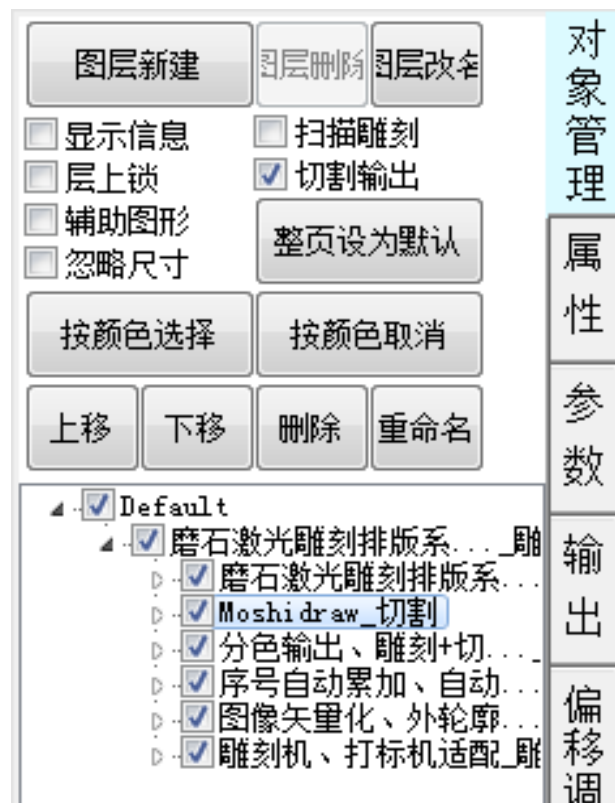 图层新建 图层删除 图层改名
显示信息 扫描雕刻
层上锁 切割输出
辅助图形
忽略尺寸
整页设为默认
按颜色选择 按颜色取消
上移 下移 删除 重命名
Default
磨石激光雕刻排版系..._雕
磨石激光雕刻排版系...
Moshidraw_切割
分色输出、雕刻+切..._
序号自动累加、自动...
图像矢量化、外轮廓...
雕刻机、打标机适配_雕
对象管理
属性
参数
输出
偏移调